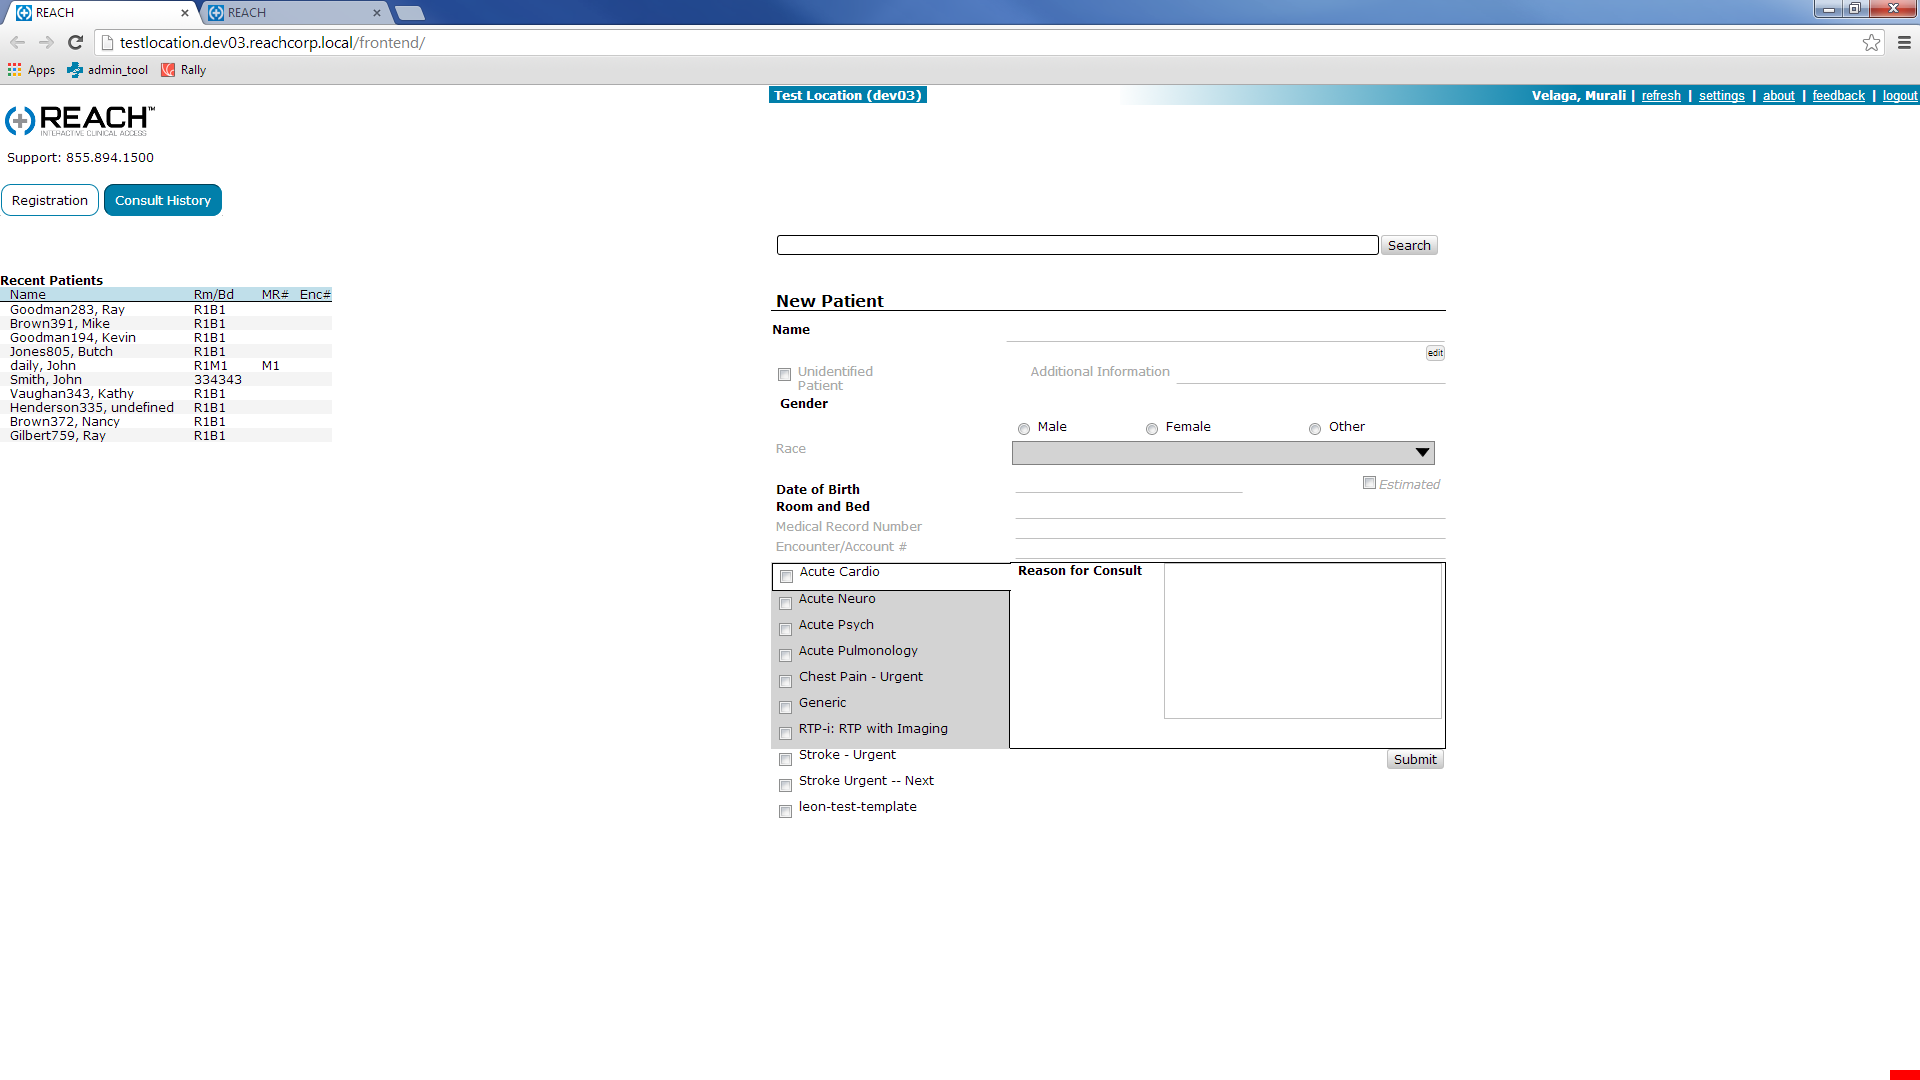 REACH
REACH
testlocation.dev03.reachcorp.local/frontend/
Apps admin_tool Rally
Test Location (dev03)
Velaga, Murali | refresh | settings | about | feedback | logout
REACH™
INTERACTIVE CLINICAL ACCESS
Support: 855.894.1500
Registration Consult History
Search
Recent Patients
Name Rm/Bd MR# Enc#
Goodman283, Ray R1B1
Brown391, Mike R1B1
Goodman194, Kevin R1B1
Jones805, Butch R1B1
daily, John R1M1 M1
Smith, John 334343
Vaughan343, Kathy R1B1
Henderson335, undefined R1B1
Brown372, Nancy R1B1
Gilbert759, Ray R1B1
New Patient
Name
edit
Unidentified
Patient
Additional Information
Gender
Male Female Other
Race
Date of Birth
Estimated
Room and Bed
Medical Record Number
Encounter/Account #
Acute Cardio
Acute Neuro
Acute Psych
Acute Pulmonology
Chest Pain - Urgent
Generic
RTP-i: RTP with Imaging
Stroke - Urgent
Stroke Urgent -- Next
leon-test-template
Reason for Consult
Submit